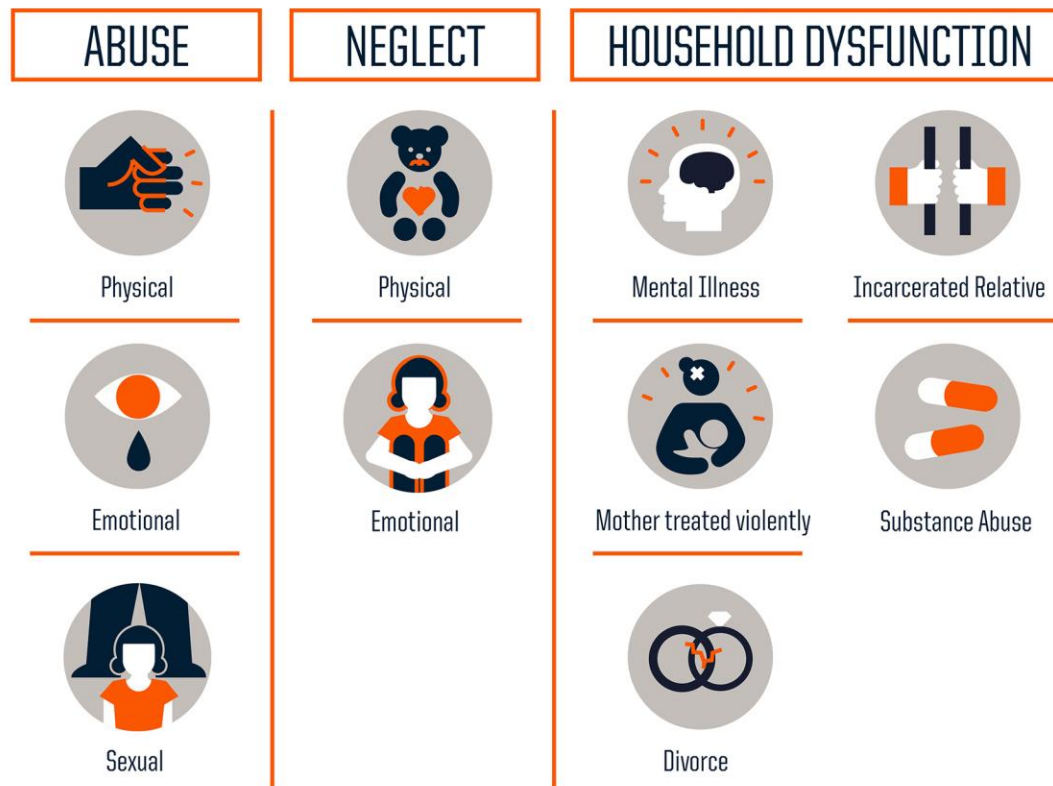 ABUSE
NEGLECT
HOUSEHOLD DYSFUNCTION
Physical
Physical
Mental Illness
Incarcerated Relative
Emotional
Emotional
Mother treated violently
Substance Abuse
Sexual
Divorce